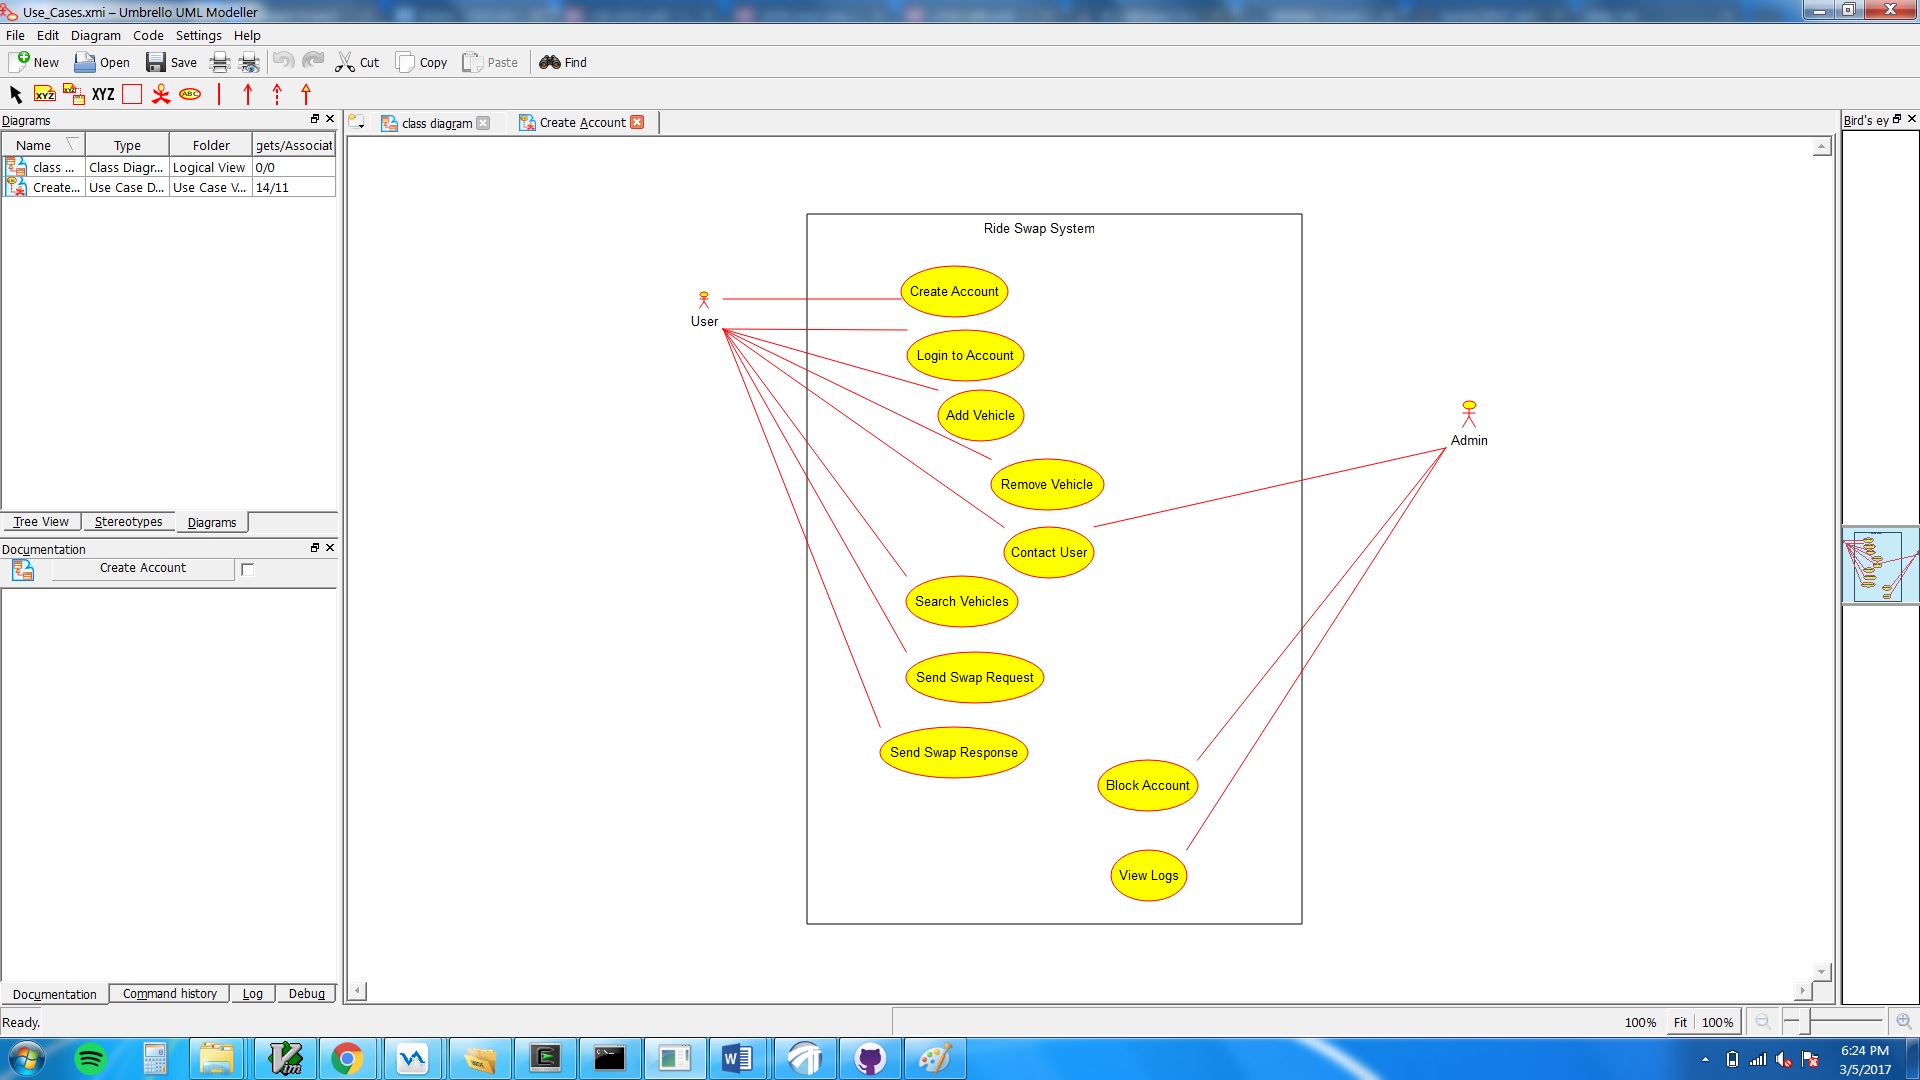 Use_Cases.xmi – Umbrello UML Modeller
File Edit Diagram Code Settings Help
New Open Save Cut Copy Paste Find
XYZ XYZ XYZ ABC
Diagrams
Name Type Folder gets/Associat
class ... Class Diagr... Logical View 0/0
Create... Use Case D... Use Case V... 14/11
Tree View Stereotypes Diagrams
Documentation
Create Account
Documentation Command history Log Debug
Ready.
class diagram Create Account
Ride Swap System
User
Create Account
Login to Account
Add Vehicle
Remove Vehicle
Contact User
Search Vehicles
Send Swap Request
Send Swap Response
Admin
Block Account
View Logs
Bird's ey
100% Fit 100%
6:24 PM
3/5/2017